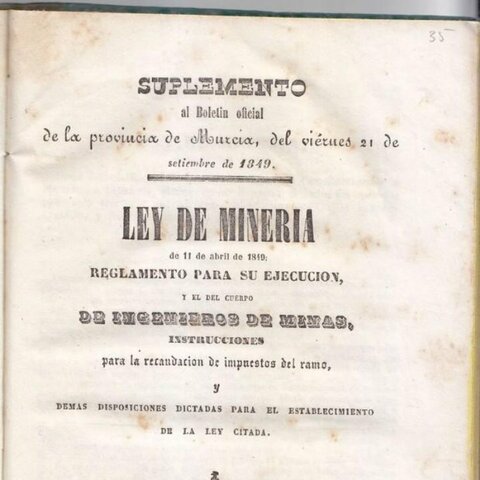 35
SUPLEMENTO
al Boletin oficial
de la provincia de Murcia, del viérnes 21 de
setiembre de 1849.
LEY DE MINERIA
de 11 de abril de 1849;
REGLAMENTO PARA SU EJECUCION,
Y EL DEL CUERPO
DE INGENIEROS DE MINAS,
INSTRUCCIONES
para la recaudacion de impuestos del ramo,
y
DEMAS DISPOSICIONES DICTADAS PARA EL ESTABLECIMIENTO
DE LA LEY CITADA.